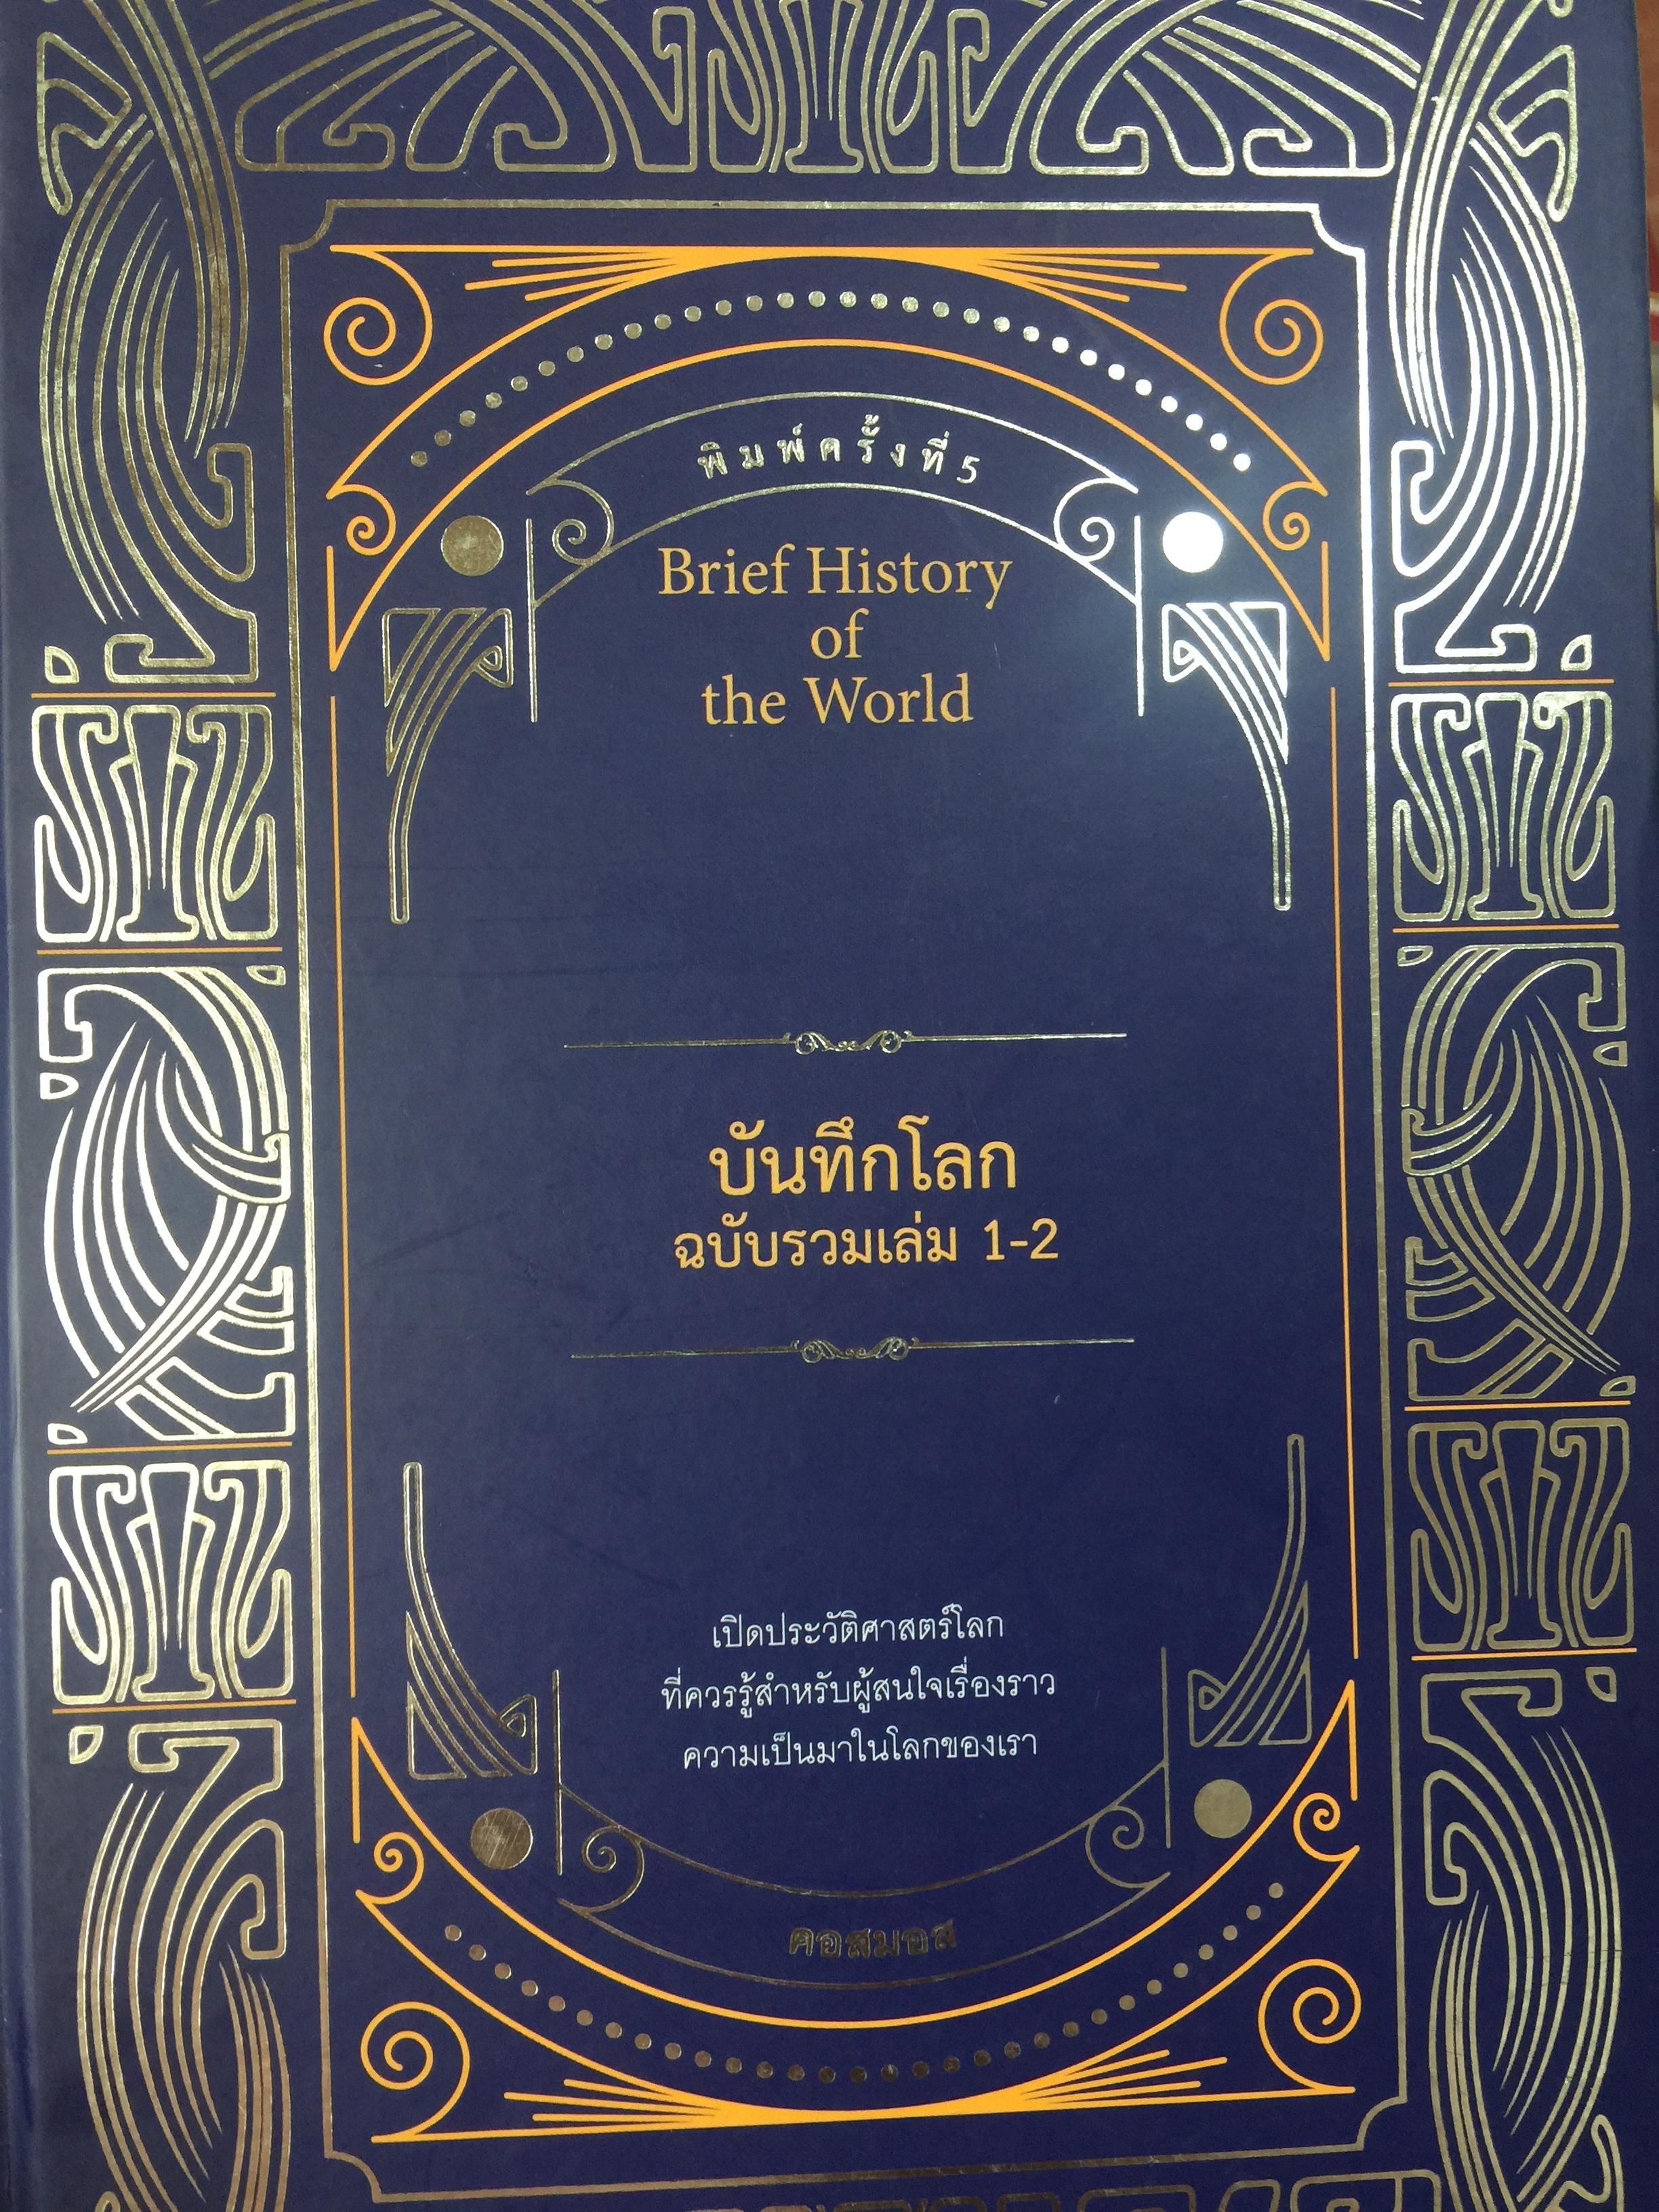 พิมพ์ครั้งที่ 5
Brief History
of
the World
บันทึกโลก
ฉบับรวมเล่ม 1-2
เปิดประวัติศาสตร์โลก
ที่ควรรู้สำหรับผู้สนใจเรื่องราว
ความเป็นมาในโลกของเรา
คอสมอส